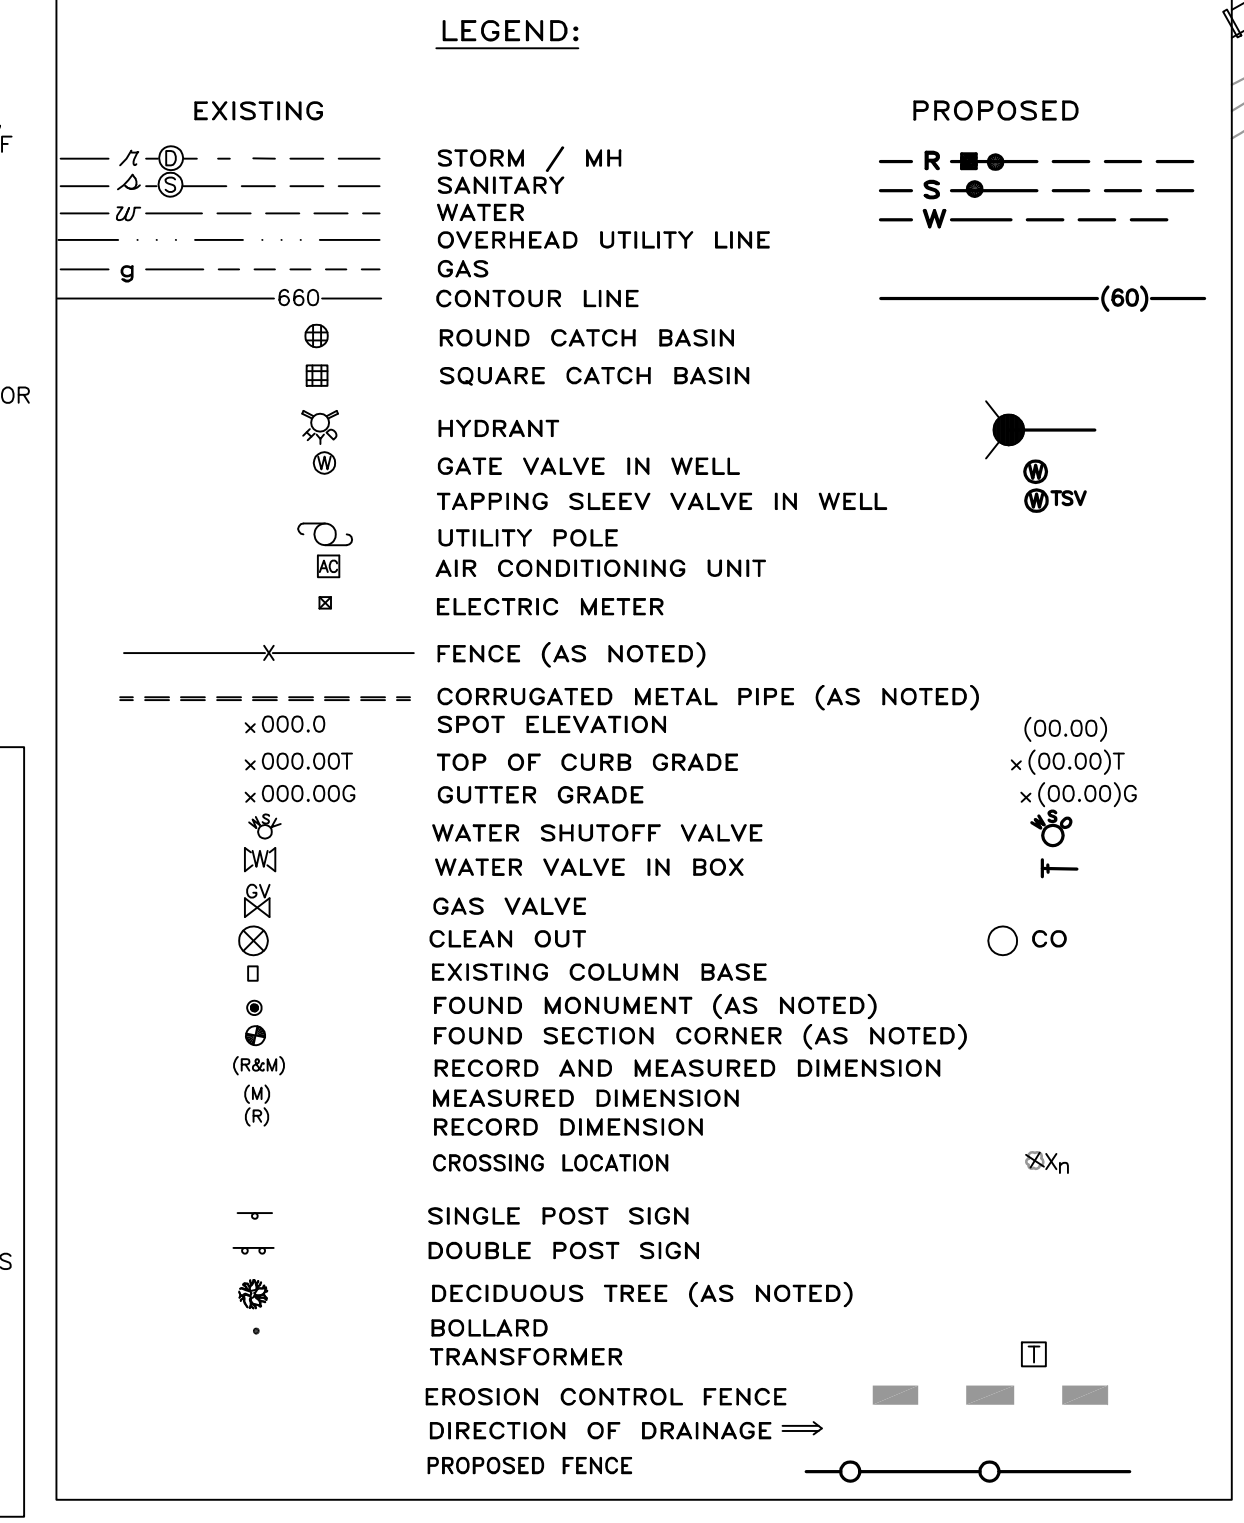 LEGEND:
EXISTING PROPOSED
F
r D STORM / MH R
s S SANITARY S
w WATER W
OVERHEAD UTILITY LINE
g GAS
660 CONTOUR LINE (60)
ROUND CATCH BASIN
SQUARE CATCH BASIN
OR
HYDRANT
HYD
W GATE VALVE IN WELL W
TAPPING SLEEV VALVE IN WELL W TSV
UTILITY POLE
AC AIR CONDITIONING UNIT
ELECTRIC METER
X FENCE (AS NOTED)
CORRUGATED METAL PIPE (AS NOTED)
x000.0 SPOT ELEVATION (00.00)
x000.00T TOP OF CURB GRADE x(00.00)T
x000.00G GUTTER GRADE x(00.00)G
WSV WATER SHUTOFF VALVE WSO
W WATER VALVE IN BOX
GV GAS VALVE
CLEAN OUT CO
EXISTING COLUMN BASE
FOUND MONUMENT (AS NOTED)
FOUND SECTION CORNER (AS NOTED)
(R&M) RECORD AND MEASURED DIMENSION
(M) MEASURED DIMENSION
(R) RECORD DIMENSION
CROSSING LOCATION Xn
SINGLE POST SIGN
DOUBLE POST SIGN
S
DECIDUOUS TREE (AS NOTED)
BOLLARD
TRANSFORMER T
EROSION CONTROL FENCE
DIRECTION OF DRAINAGE
PROPOSED FENCE